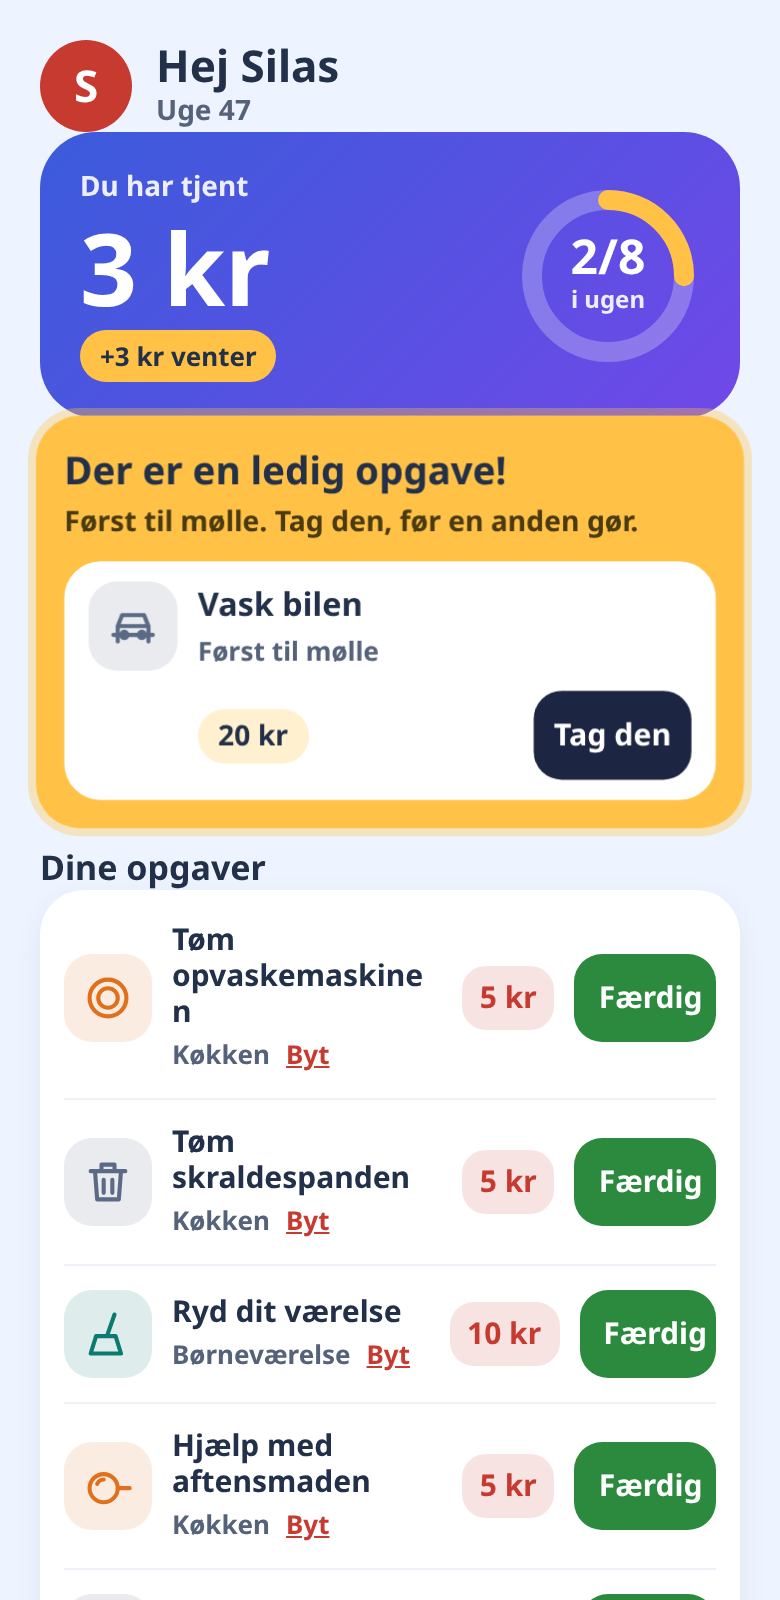 S
Hej Silas
Uge 47
Du har tjent
3 kr
+3 kr venter
2/8
i ugen
Der er en ledig opgave!
Først til mølle. Tag den, før en anden gør.
Vask bilen
Først til mølle
20 kr
Tag den
Dine opgaver
Tøm
opvaskemaskine
n
Køkken Byt
5 kr
Færdig
Tøm
skraldespanden
Køkken Byt
5 kr
Færdig
Ryd dit værelse
Børneværelse Byt
10 kr
Færdig
Hjælp med
aftensmaden
Køkken Byt
5 kr
Færdig